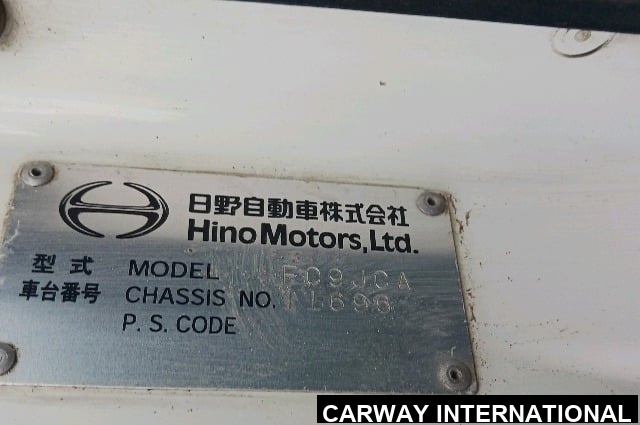 日野自動車株式会社
Hino Motors, Ltd.
型式 MODEL FC9JCA
車台番号 CHASSIS NO.
P. S. CODE
CARWAY INTERNATIONAL